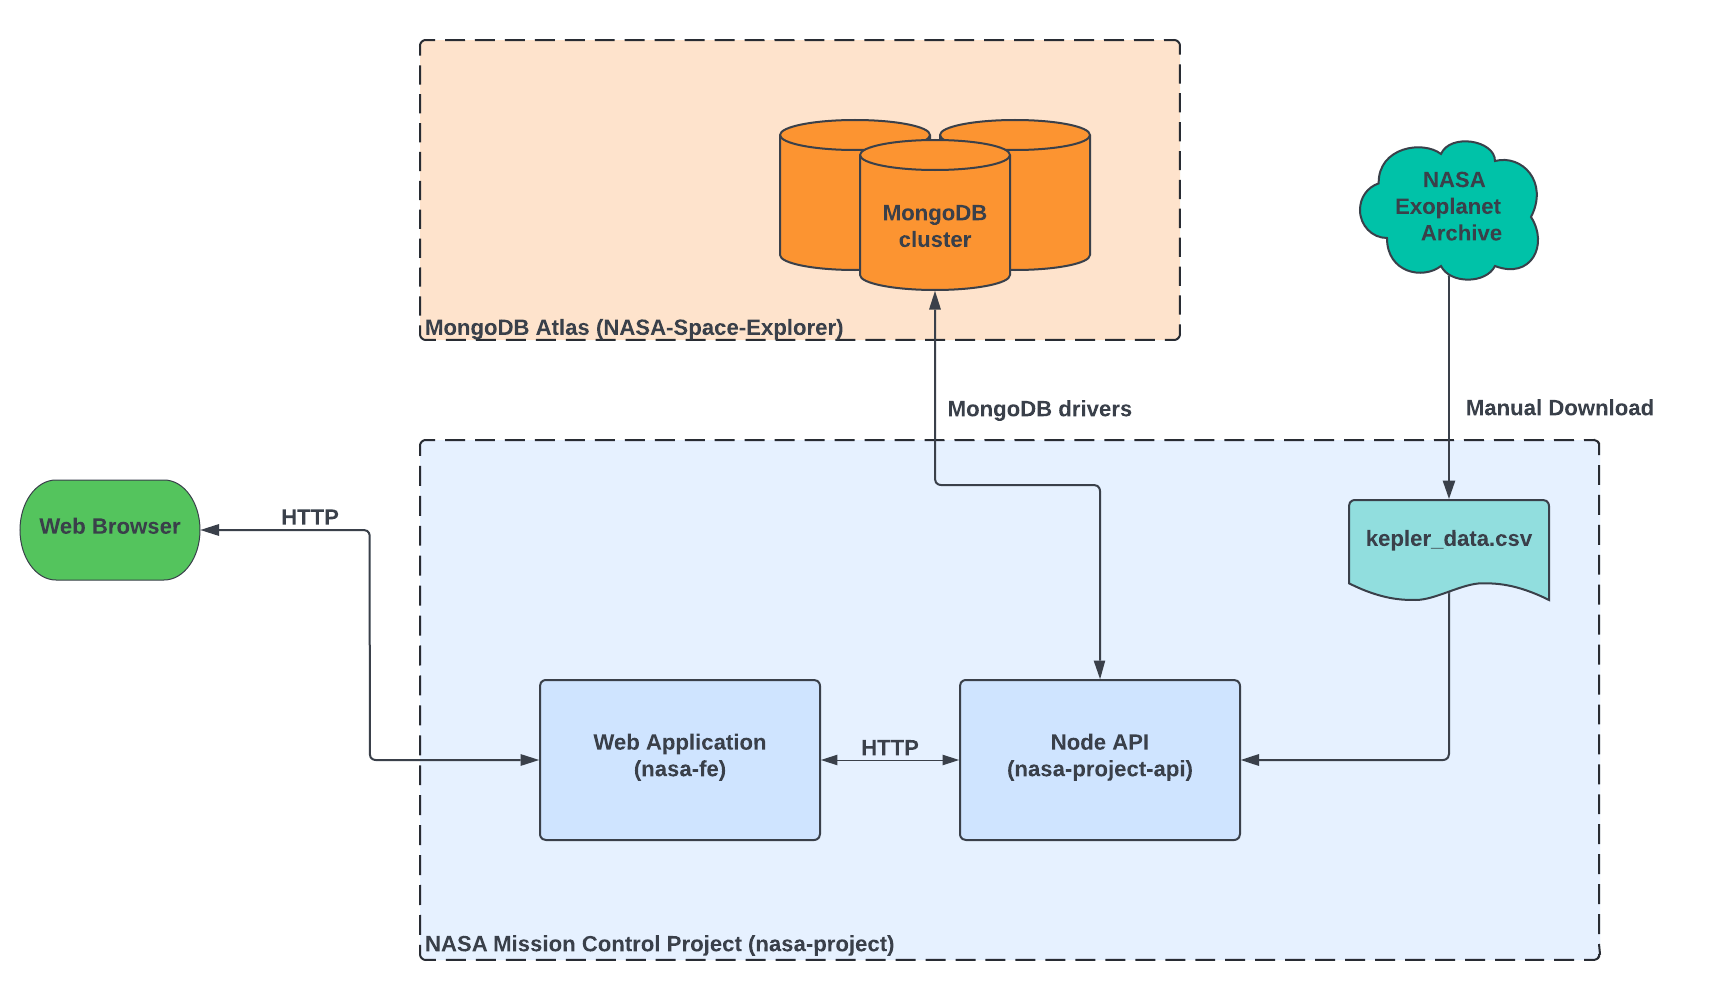 MongoDB
cluster
MongoDB Atlas (NASA-Space-Explorer)
NASA
Exoplanet
Archive
MongoDB drivers
Manual Download
Web Browser
HTTP
kepler_data.csv
Web Application
(nasa-fe)
HTTP
Node API
(nasa-project-api)
NASA Mission Control Project (nasa-project)